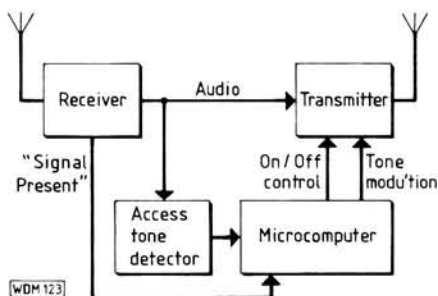 Receiver
Audio
Transmitter
"Signal
Present"
On/Off
control
Tone
modu'tion
Access
tone
detector
Microcomputer
WDM 123